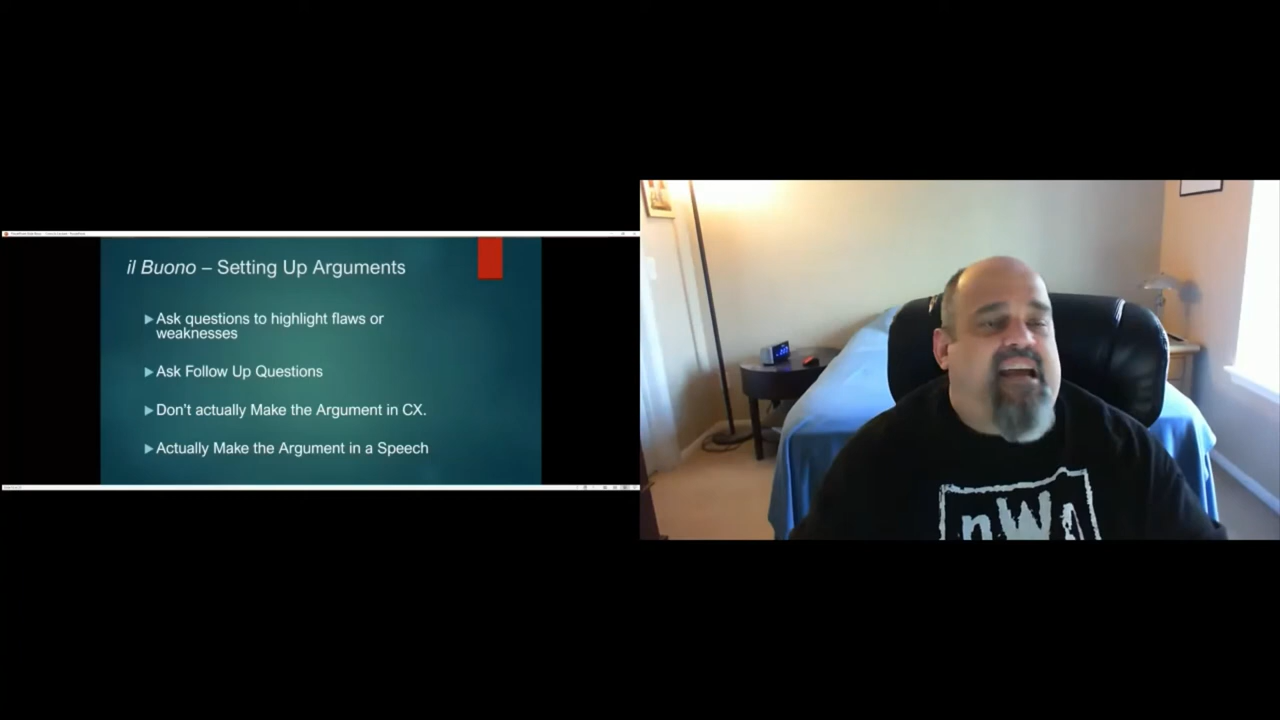 il Buono – Setting Up Arguments
▶Ask questions to highlight flaws or
weaknesses
▶Ask Follow Up Questions
▶Don't actually Make the Argument in CX.
▶Actually Make the Argument in a Speech
nWo